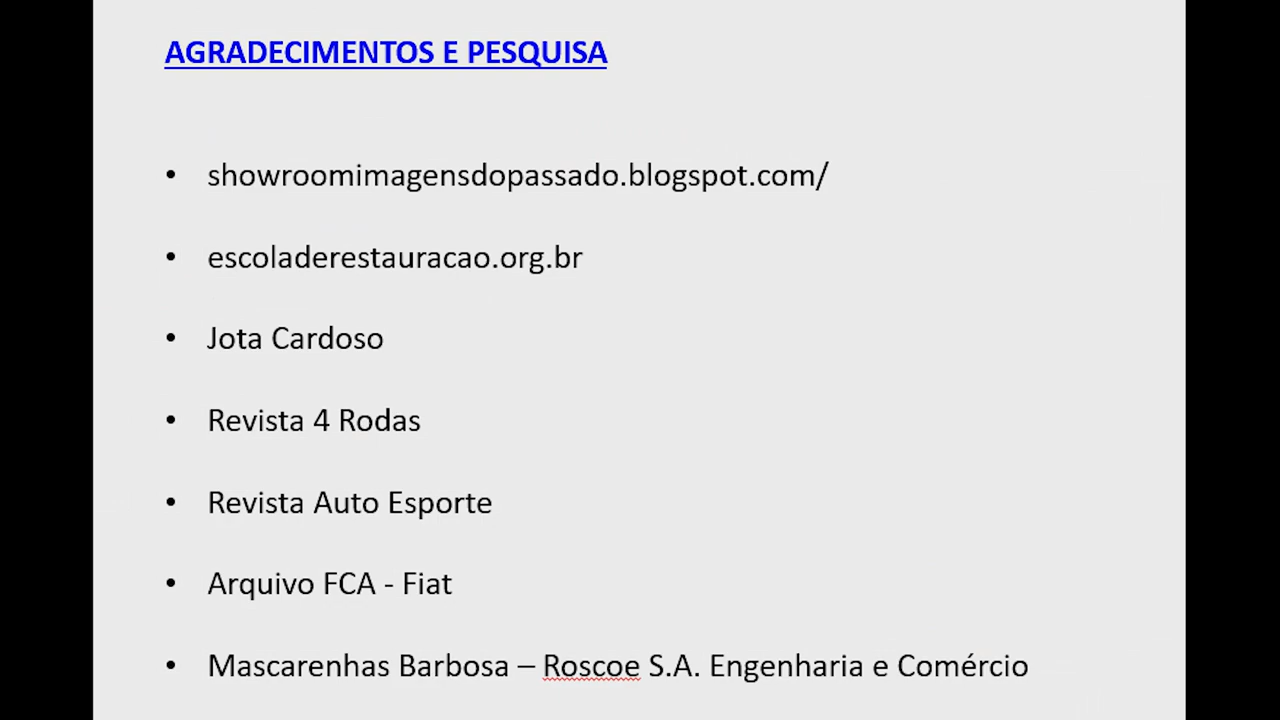 AGRADECIMENTOS E PESQUISA
• showroomimagensdopassado.blogspot.com/
• escoladerestauracao.org.br
• Jota Cardoso
• Revista 4 Rodas
• Revista Auto Esporte
• Arquivo FCA - Fiat
• Mascarenhas Barbosa – Roscoe S.A. Engenharia e Comércio